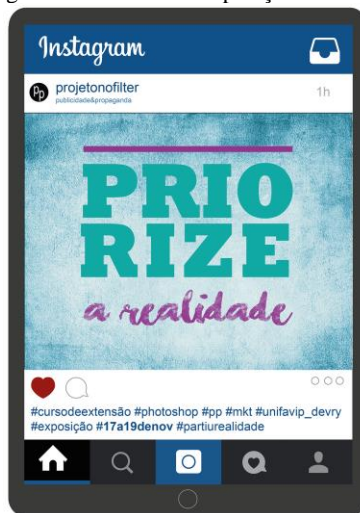 Instagram
projetonofilter
publicidade&propaganda
1h
PRIO
RIZE
a realidade
#cursodeextensão #photoshop #pp #mkt #unifavip_devry
#exposição #17a19denov #partiurealidade